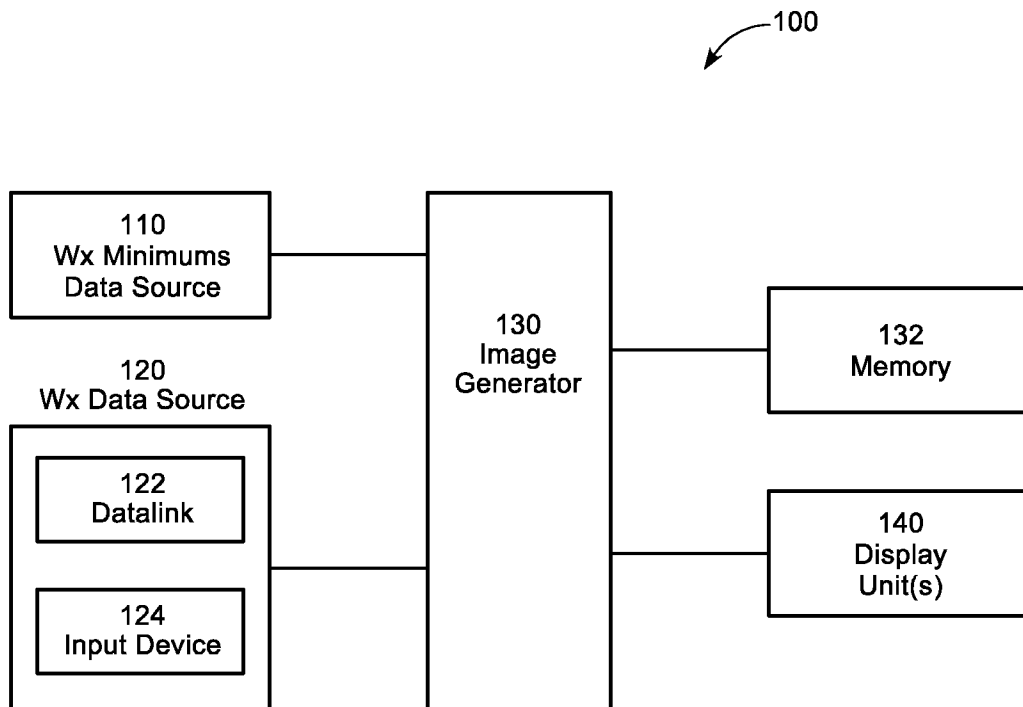 100
110
Wx Minimums
Data Source
120
Wx Data Source
122
Datalink
124
Input Device
130
Image
Generator
132
Memory
140
Display
Unit(s)